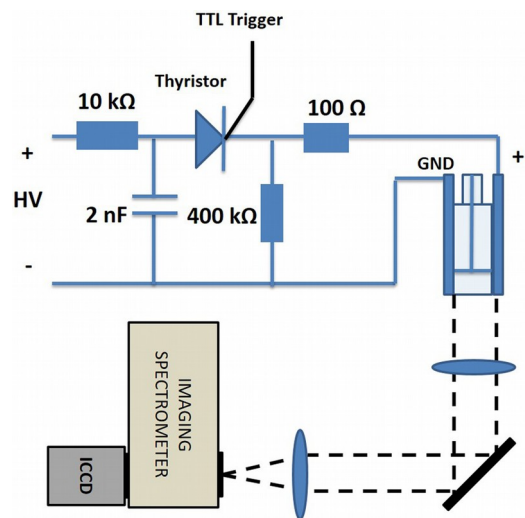 TTL Trigger
Thyristor
10 kΩ
100 Ω
+
GND
+
HV
2 nF
400 kΩ
-
IMAGING
SPECTROMETER
ICCD